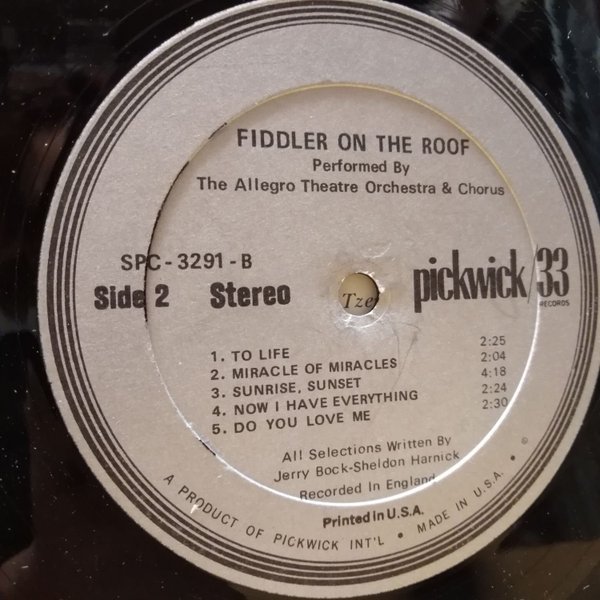 FIDDLER ON THE ROOF
Performed By
The Allegro Theatre Orchestra & Chorus
SPC-3291-B
Side 2 Stereo
Tze
pickwick/33
RECORDS
1. TO LIFE 2:25
2. MIRACLE OF MIRACLES 2:04
3. SUNRISE, SUNSET 4:18
4. NOW I HAVE EVERYTHING 2:24
5. DO YOU LOVE ME 2:30
All Selections Written By
Jerry Bock-Sheldon Harnick
Recorded In England
Printed in U.S.A.
A PRODUCT OF PICKWICK INT'L • MADE IN U.S.A. • ©